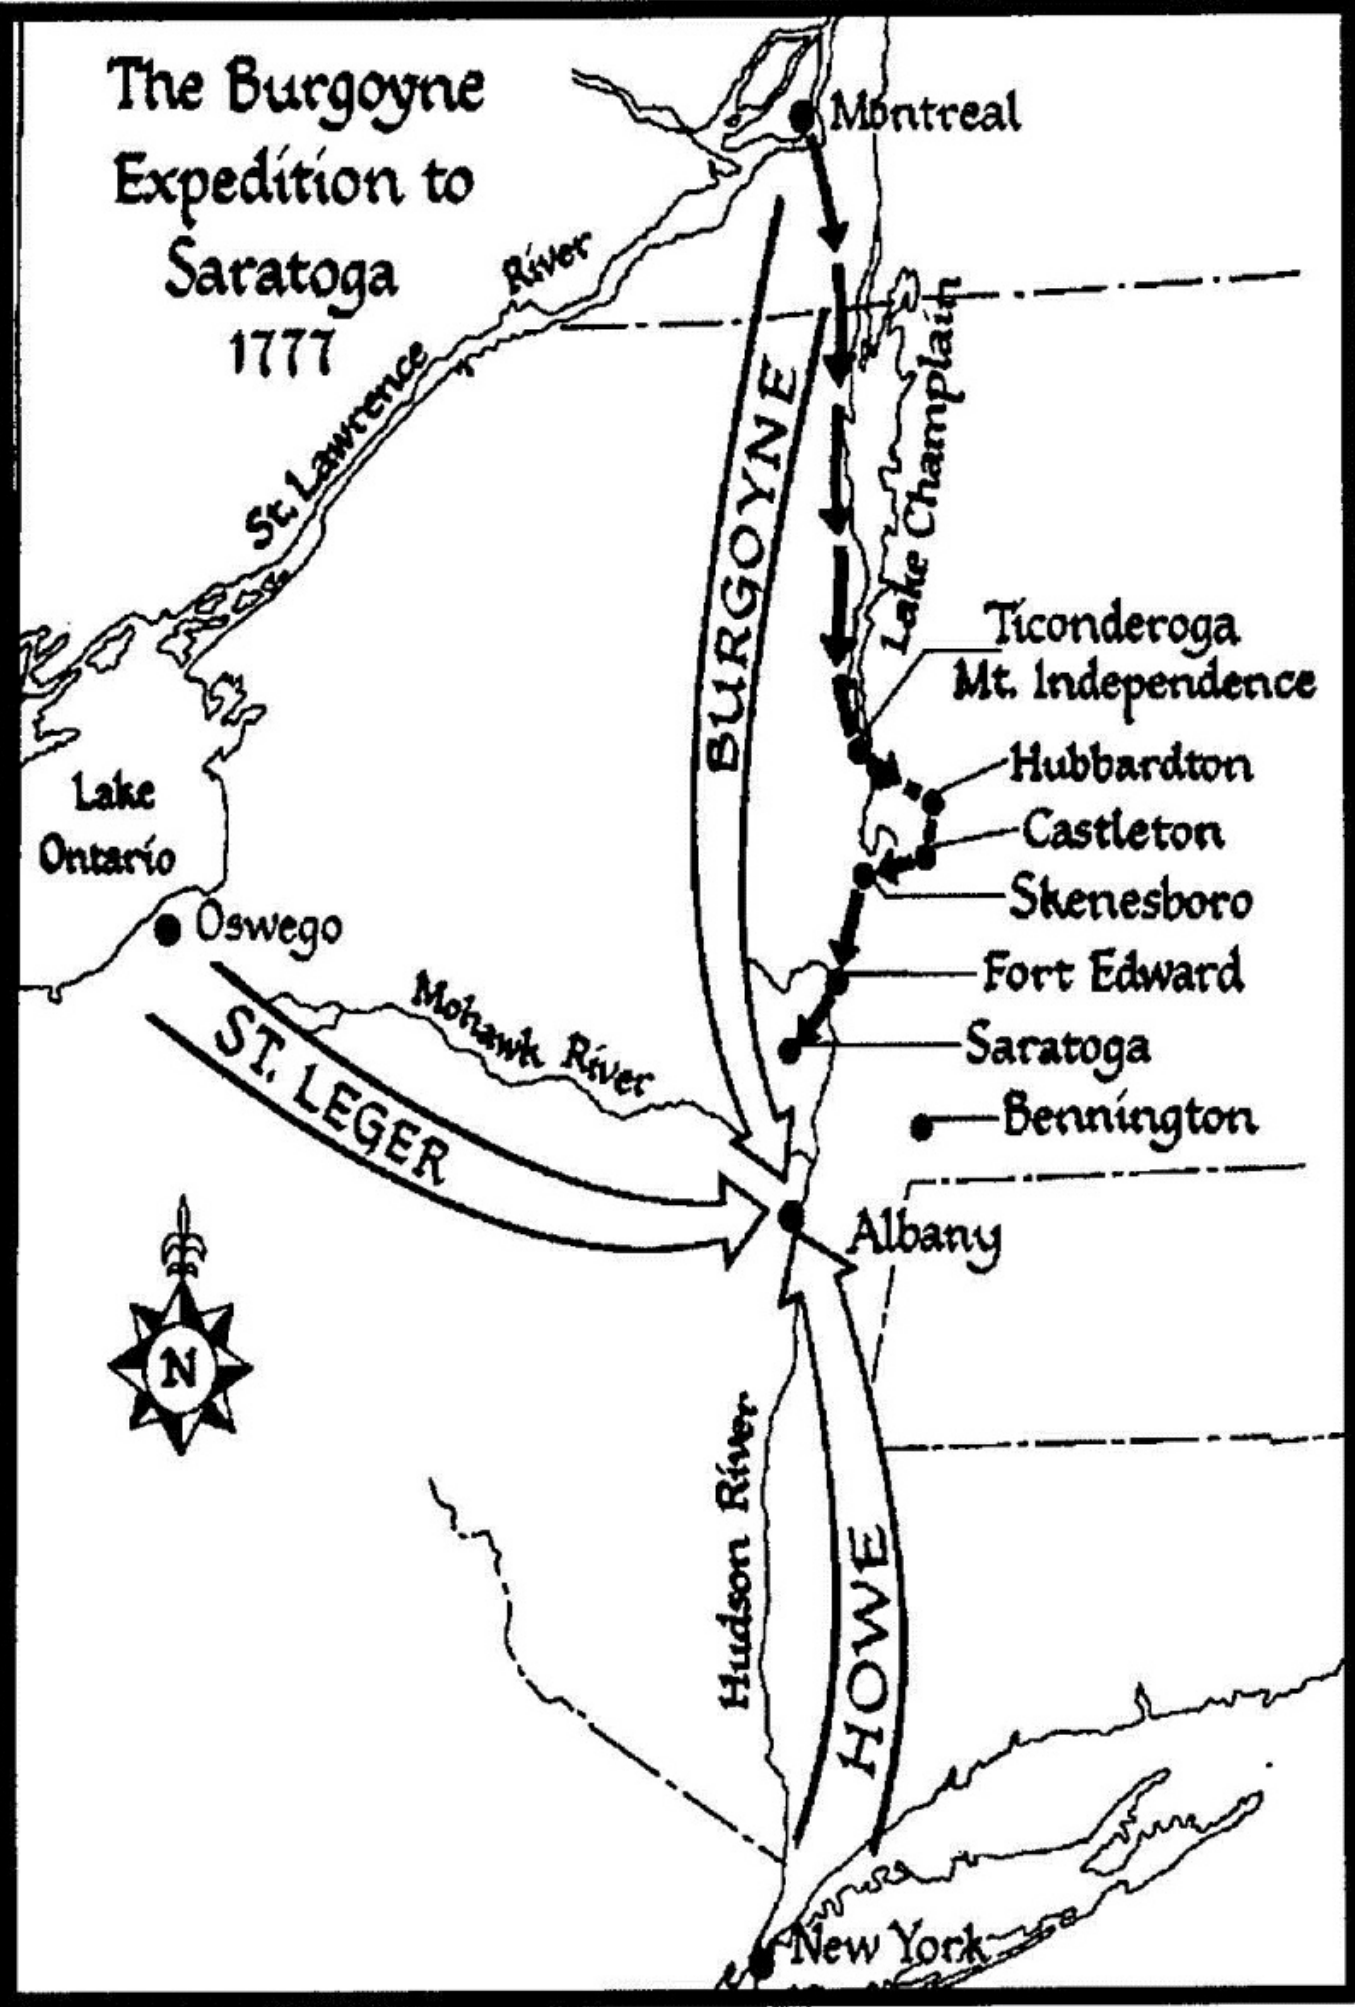 The Burgoyne
Expedition to
Saratoga
1777
Montreal
River
St. Lawrence
Lake Champlain
BURGOYNE
Ticonderoga
Mt. Independence
Hubbardton
Castleton
Skenesboro
Fort Edward
Saratoga
Bennington
Lake
Ontario
Oswego
Mohawk River
ST. LEGER
Albany
N
Hudson River
HOWE
New York